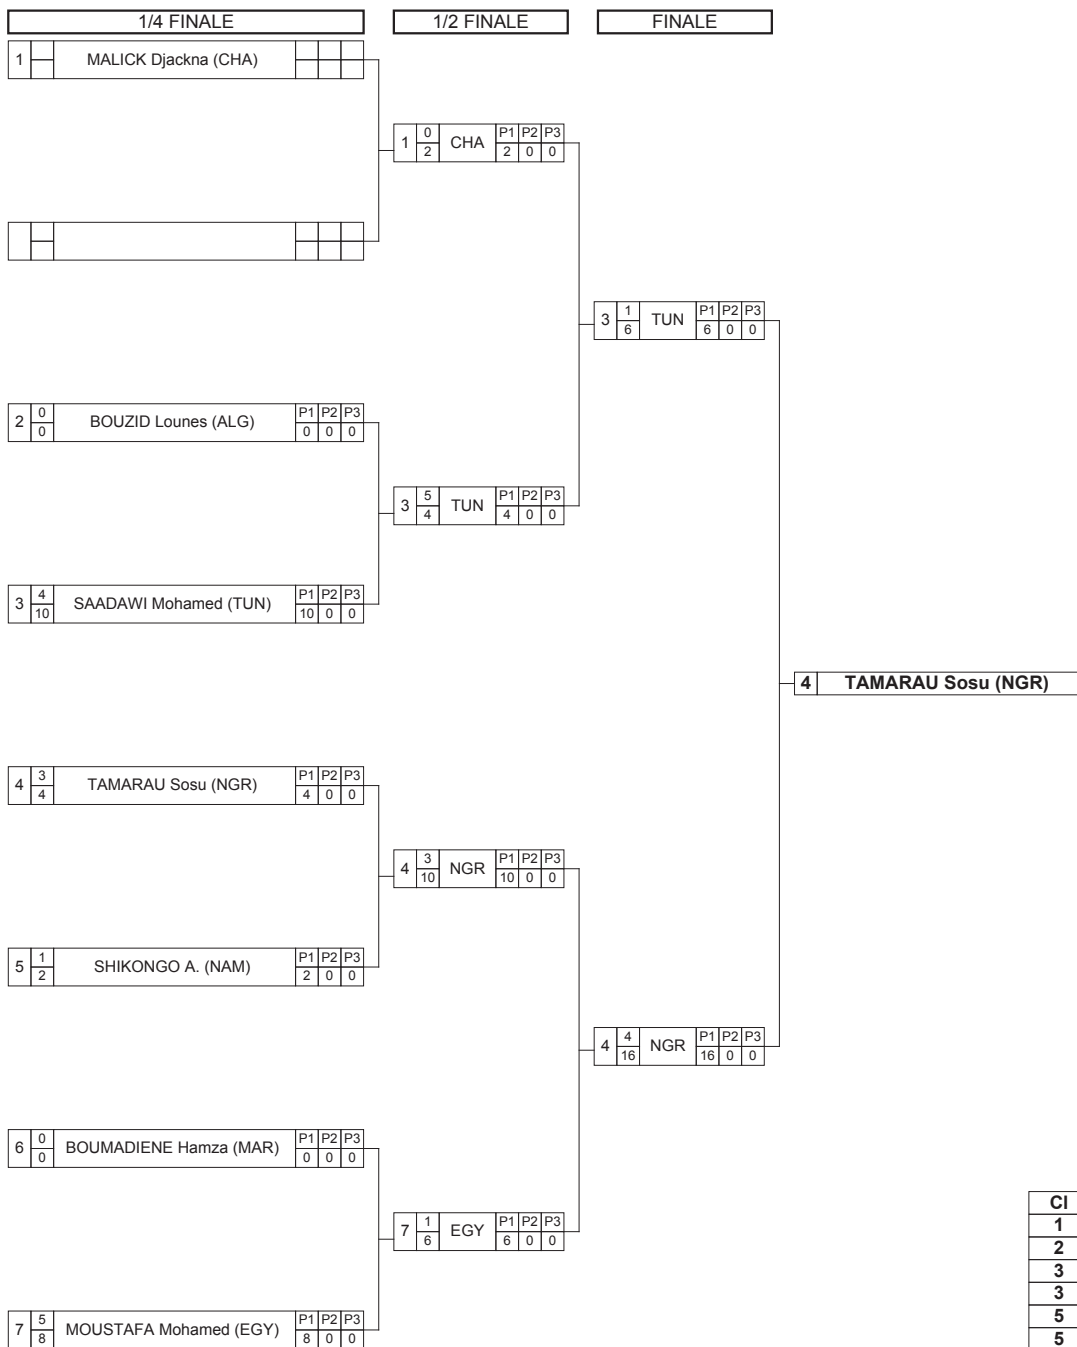 1/4 FINALE 1/2 FINALE FINALE
1 MALICK Djackna (CHA)
1 0 2 CHA P1 P2 P3 2 0 0
3 1 6 TUN P1 P2 P3 6 0 0
2 0 0 BOUZID Lounes (ALG) P1 P2 P3 0 0 0
3 5 4 TUN P1 P2 P3 4 0 0
3 4 10 SAADAWI Mohamed (TUN) P1 P2 P3 10 0 0
4 TAMARAU Sosu (NGR)
4 3 4 TAMARAU Sosu (NGR) P1 P2 P3 4 0 0
4 3 10 NGR P1 P2 P3 10 0 0
5 1 2 SHIKONGO A. (NAM) P1 P2 P3 2 0 0
4 4 16 NGR P1 P2 P3 16 0 0
6 0 0 BOUMADIENE Hamza (MAR) P1 P2 P3 0 0 0
7 1 6 EGY P1 P2 P3 6 0 0
7 5 8 MOUSTAFA Mohamed (EGY) P1 P2 P3 8 0 0
Cl
1
2
3
3
5
5